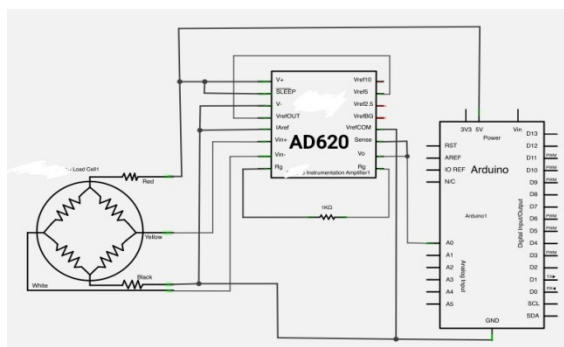 V+
SLEEP
V-
VrefOUT
IAref
Vin+
Vin-
Rg
Vref10
Vref5
Vref2.5
VrefBG
VrefCOM
Sense
Vo
Rg
AD620
Instrumentation Amplifier1
Load Cell1
Red
Yellow
Black
White
1KΩ
3V3 5V Vin
Power
RST
AREF
IO REF
N/C
Arduino
Arduino1
A0
A1
A2
A3
A4
A5
Analog Input
Digital Input/Output
D13
D12
D11
D10
D9
D8
D7
D6
D5
D4
D3
D2
D1
D0
SCL
SDA
PWM
PWM
PWM
PWM
PWM
PWM
GND